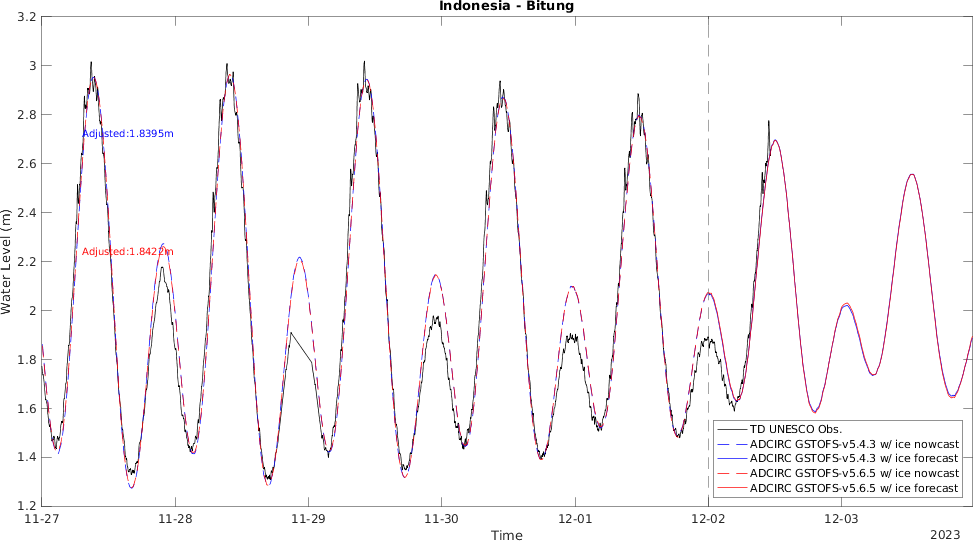 Indonesia - Bitung
Water Level (m)
3.2
3
2.8
2.6
2.4
2.2
2
1.8
1.6
1.4
1.2
Adjusted:1.8395m
Adjusted:1.8422m
TD UNESCO Obs.
ADCIRC GSTOFS-v5.4.3 w/ ice nowcast
ADCIRC GSTOFS-v5.4.3 w/ ice forecast
ADCIRC GSTOFS-v5.6.5 w/ ice nowcast
ADCIRC GSTOFS-v5.6.5 w/ ice forecast
11-27 11-28 11-29 11-30 12-01 12-02 12-03
Time
2023